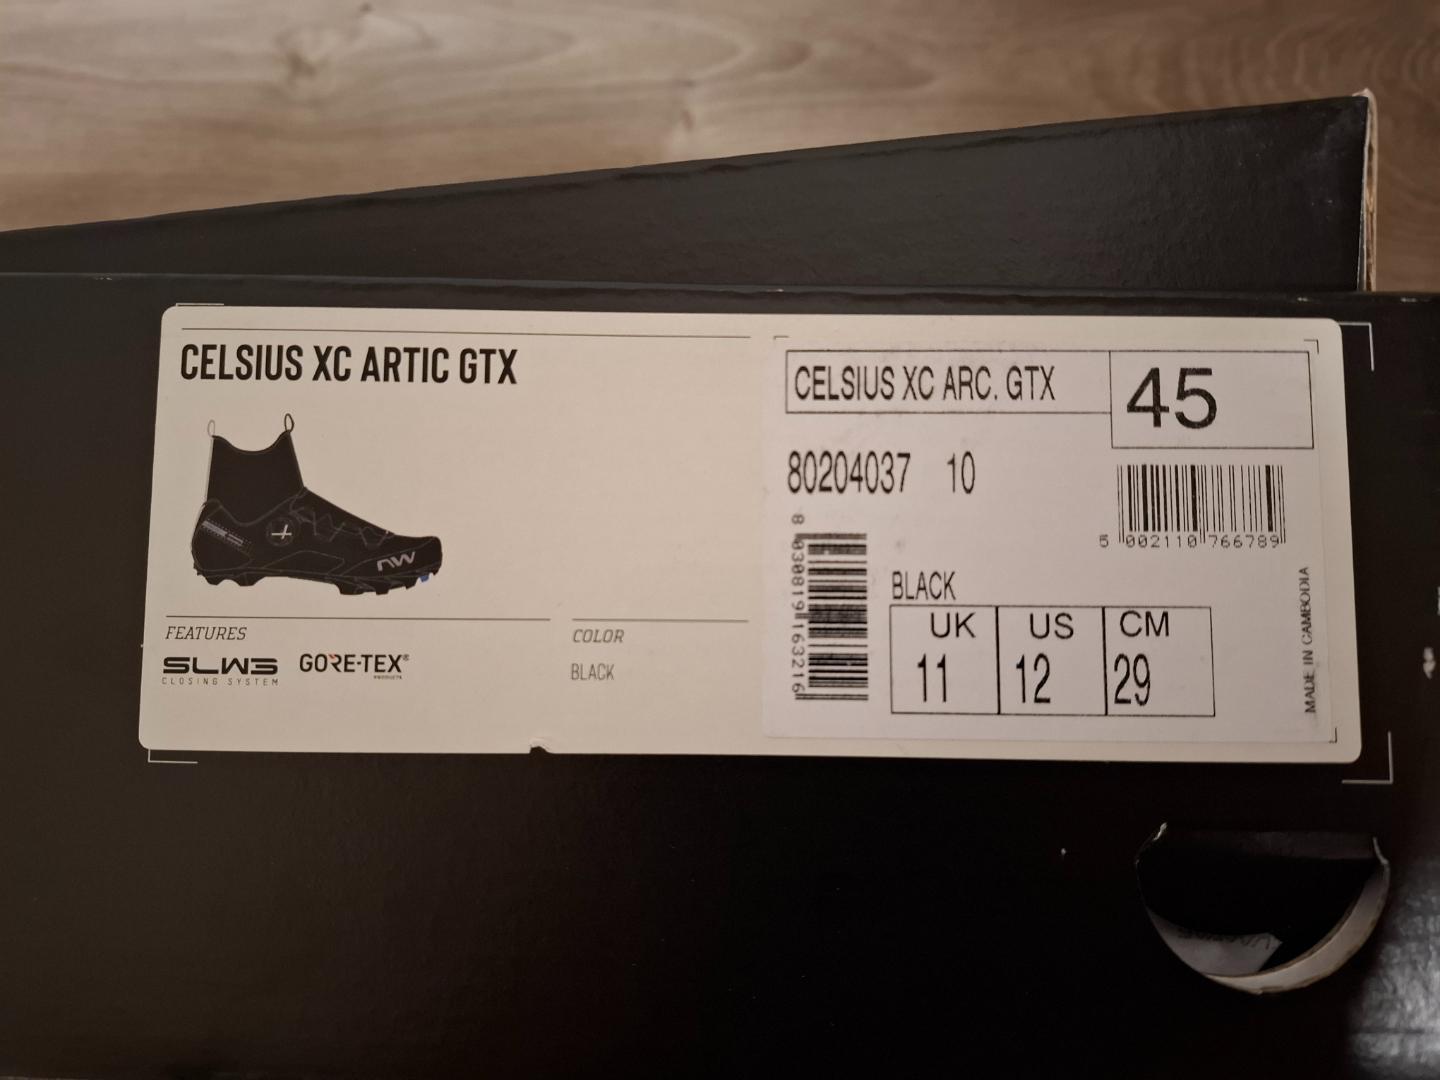 CELSIUS XC ARTIC GTX
NW
FEATURES
SLW3
CLOSING SYSTEM
GORE-TEX®
PRODUCTS
COLOR
BLACK
CELSIUS XC ARC. GTX
45
80204037 10
5 002110 766789
8 030819 163216
BLACK
UK US CM
11 12 29
MADE IN CAMBODIA